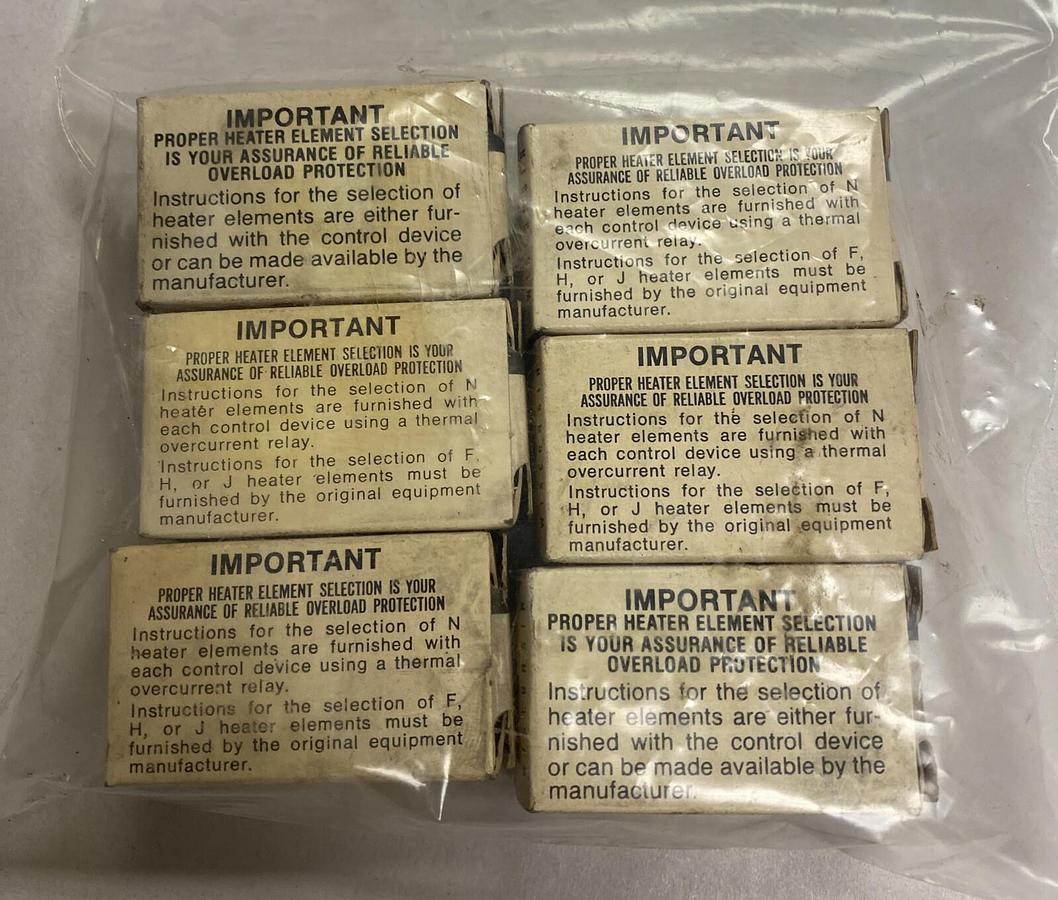 IMPORTANT
PROPER HEATER ELEMENT SELECTION
IS YOUR ASSURANCE OF RELIABLE
OVERLOAD PROTECTION
Instructions for the selection of
heater elements are either fur-
nished with the control device
or can be made available by the
manufacturer.
IMPORTANT
PROPER HEATER ELEMENT SELECTION IS YOUR
ASSURANCE OF RELIABLE OVERLOAD PROTECTION
Instructions for the selection of N
heater elements are furnished with
each control device using a thermal
overcurrent relay.
Instructions for the selection of F,
H, or J heater elements must be
furnished by the original equipment
manufacturer.
IMPORTANT
PROPER HEATER ELEMENT SELECTION IS YOUR
ASSURANCE OF RELIABLE OVERLOAD PROTECTION
Instructions for the selection of N
heater elements are furnished with
each control device using a thermal
overcurrent relay.
Instructions for the selection of F,
H, or J heater elements must be
furnished by the original equipment
manufacturer.
IMPORTANT
PROPER HEATER ELEMENT SELECTION IS YOUR
ASSURANCE OF RELIABLE OVERLOAD PROTECTION
Instructions for the selection of N
heater elements are furnished with
each control device using a thermal
overcurrent relay.
Instructions for the selection of F,
H, or J heater elements must be
furnished by the original equipment
manufacturer.
IMPORTANT
PROPER HEATER ELEMENT SELECTION IS YOUR
ASSURANCE OF RELIABLE OVERLOAD PROTECTION
Instructions for the selection of N
heater elements are furnished with
each control device using a thermal
overcurrent relay.
Instructions for the selection of F,
H, or J heater elements must be
furnished by the original equipment
manufacturer.
IMPORTANT
PROPER HEATER ELEMENT SELECTION
IS YOUR ASSURANCE OF RELIABLE
OVERLOAD PROTECTION
Instructions for the selection of
heater elements are either fur-
nished with the control device
or can be made available by the
manufacturer.